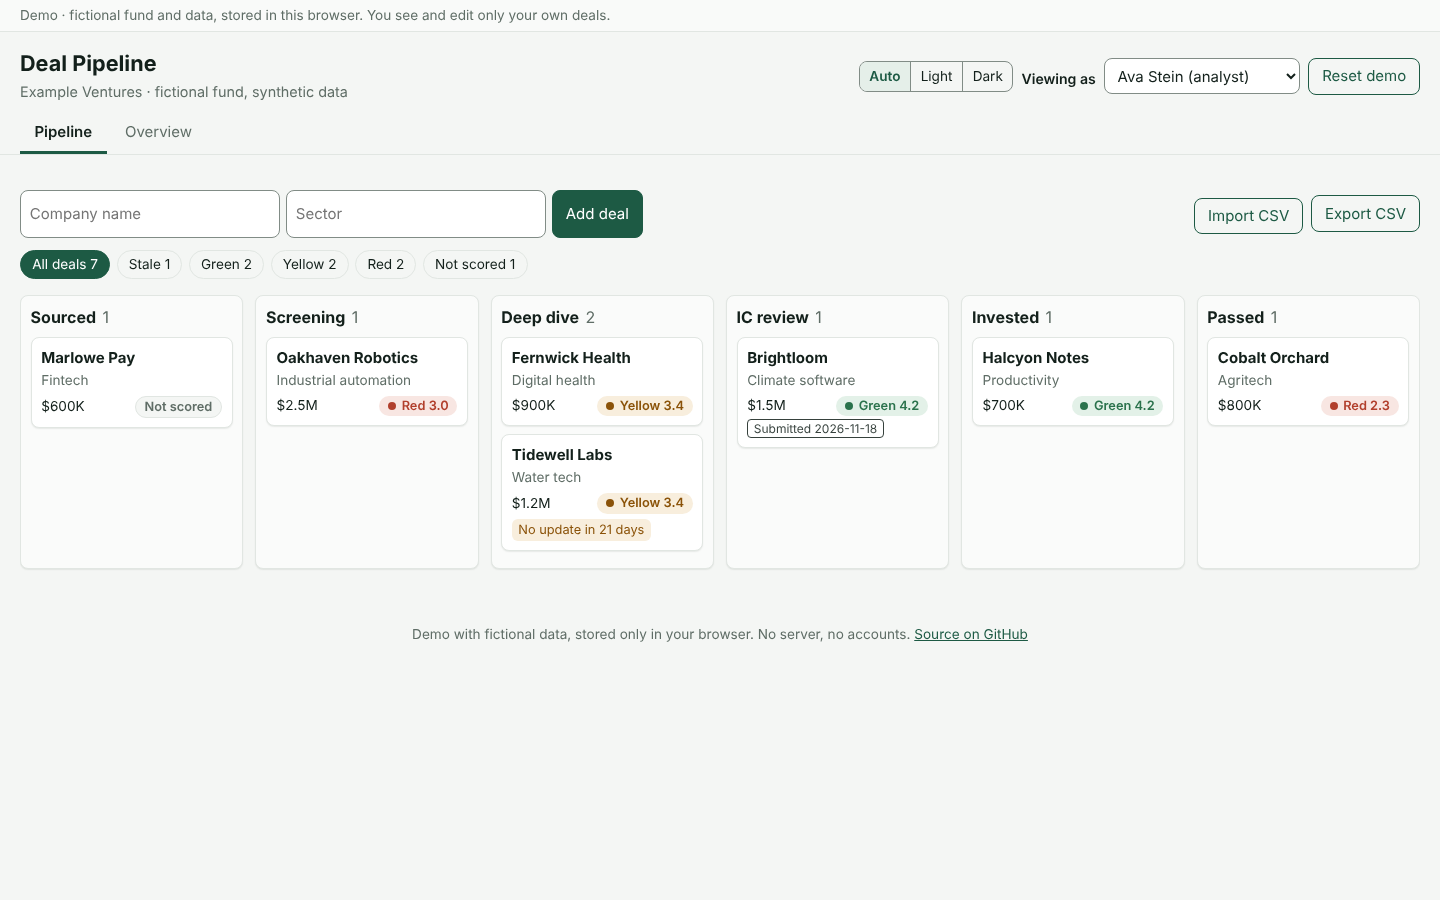 Demo · fictional fund and data, stored in this browser. You see and edit only your own deals.
Deal Pipeline
Example Ventures · fictional fund, synthetic data
Auto Light Dark Viewing as Ava Stein (analyst) Reset demo
Pipeline Overview
Company name Sector Add deal Import CSV Export CSV
All deals 7 Stale 1 Green 2 Yellow 2 Red 2 Not scored 1
Sourced 1
Marlowe Pay
Fintech
$600K Not scored
Screening 1
Oakhaven Robotics
Industrial automation
$2.5M Red 3.0
Deep dive 2
Fernwick Health
Digital health
$900K Yellow 3.4
Tidewell Labs
Water tech
$1.2M Yellow 3.4
No update in 21 days
IC review 1
Brightloom
Climate software
$1.5M Green 4.2
Submitted 2026-11-18
Invested 1
Halcyon Notes
Productivity
$700K Green 4.2
Passed 1
Cobalt Orchard
Agritech
$800K Red 2.3
Demo with fictional data, stored only in your browser. No server, no accounts. Source on GitHub